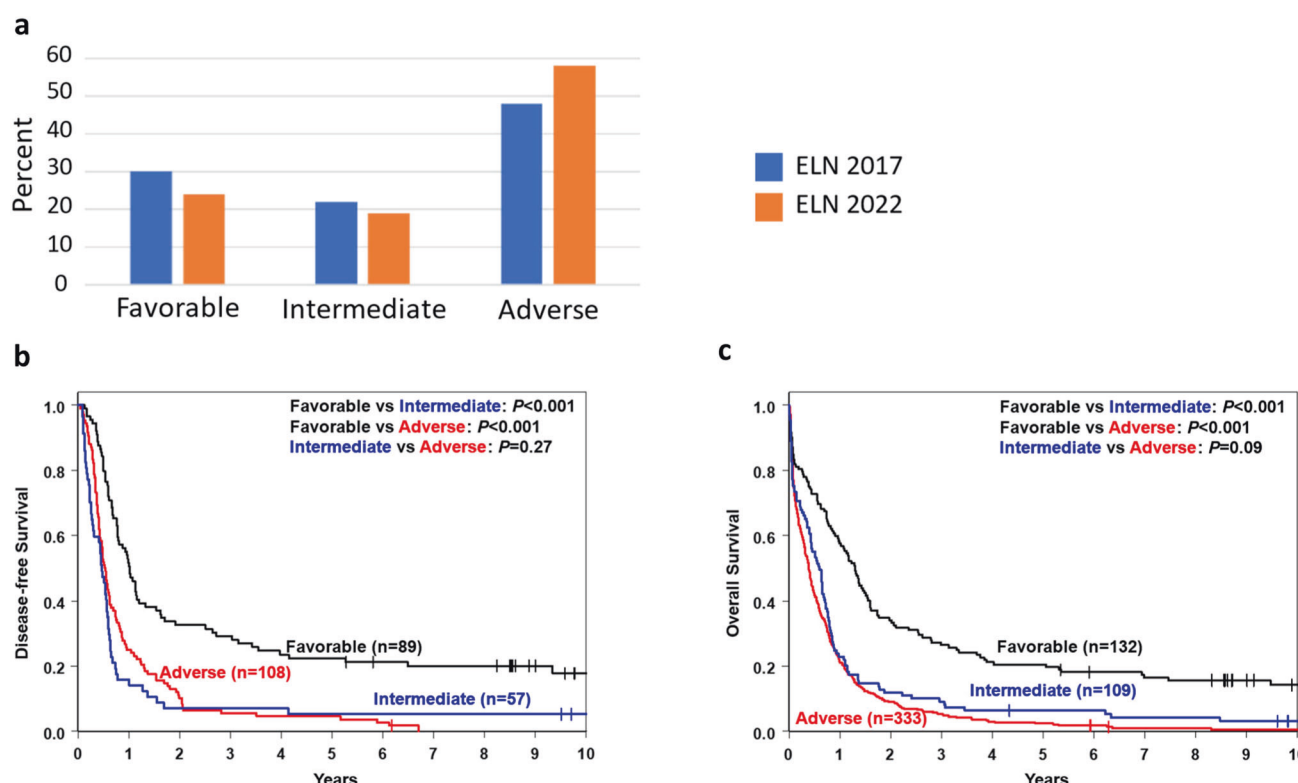 a
60
50
40
30
20
10
0
Percent
Favorable
Intermediate
Adverse
ELN 2017
ELN 2022
b
Favorable vs Intermediate: P<0.001
Favorable vs Adverse: P<0.001
Intermediate vs Adverse: P=0.27
1.0
0.8
0.6
0.4
0.2
0.0
Disease-free Survival
Favorable (n=89)
Adverse (n=108)
Intermediate (n=57)
0 1 2 3 4 5 6 7 8 9 10
Years
c
Favorable vs Intermediate: P<0.001
Favorable vs Adverse: P<0.001
Intermediate vs Adverse: P=0.09
1.0
0.8
0.6
0.4
0.2
0.0
Overall Survival
Favorable (n=132)
Intermediate (n=109)
Adverse (n=333)
0 1 2 3 4 5 6 7 8 9 10
Years